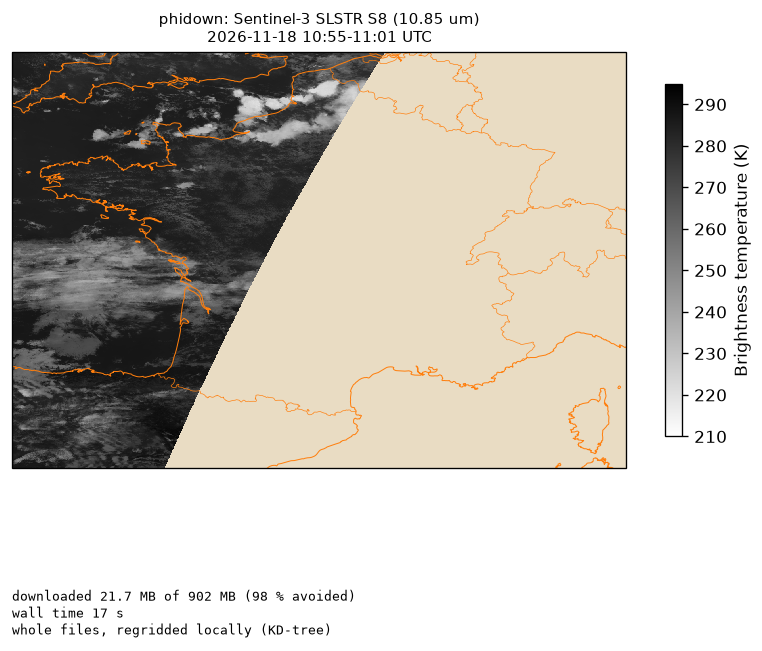 phidown: Sentinel-3 SLSTR S8 (10.85 um)
2026-11-18 10:55-11:01 UTC
290
280
270
260
250
240
230
220
210
Brightness temperature (K)
downloaded 21.7 MB of 902 MB (98 % avoided)
wall time 17 s
whole files, regridded locally (KD-tree)